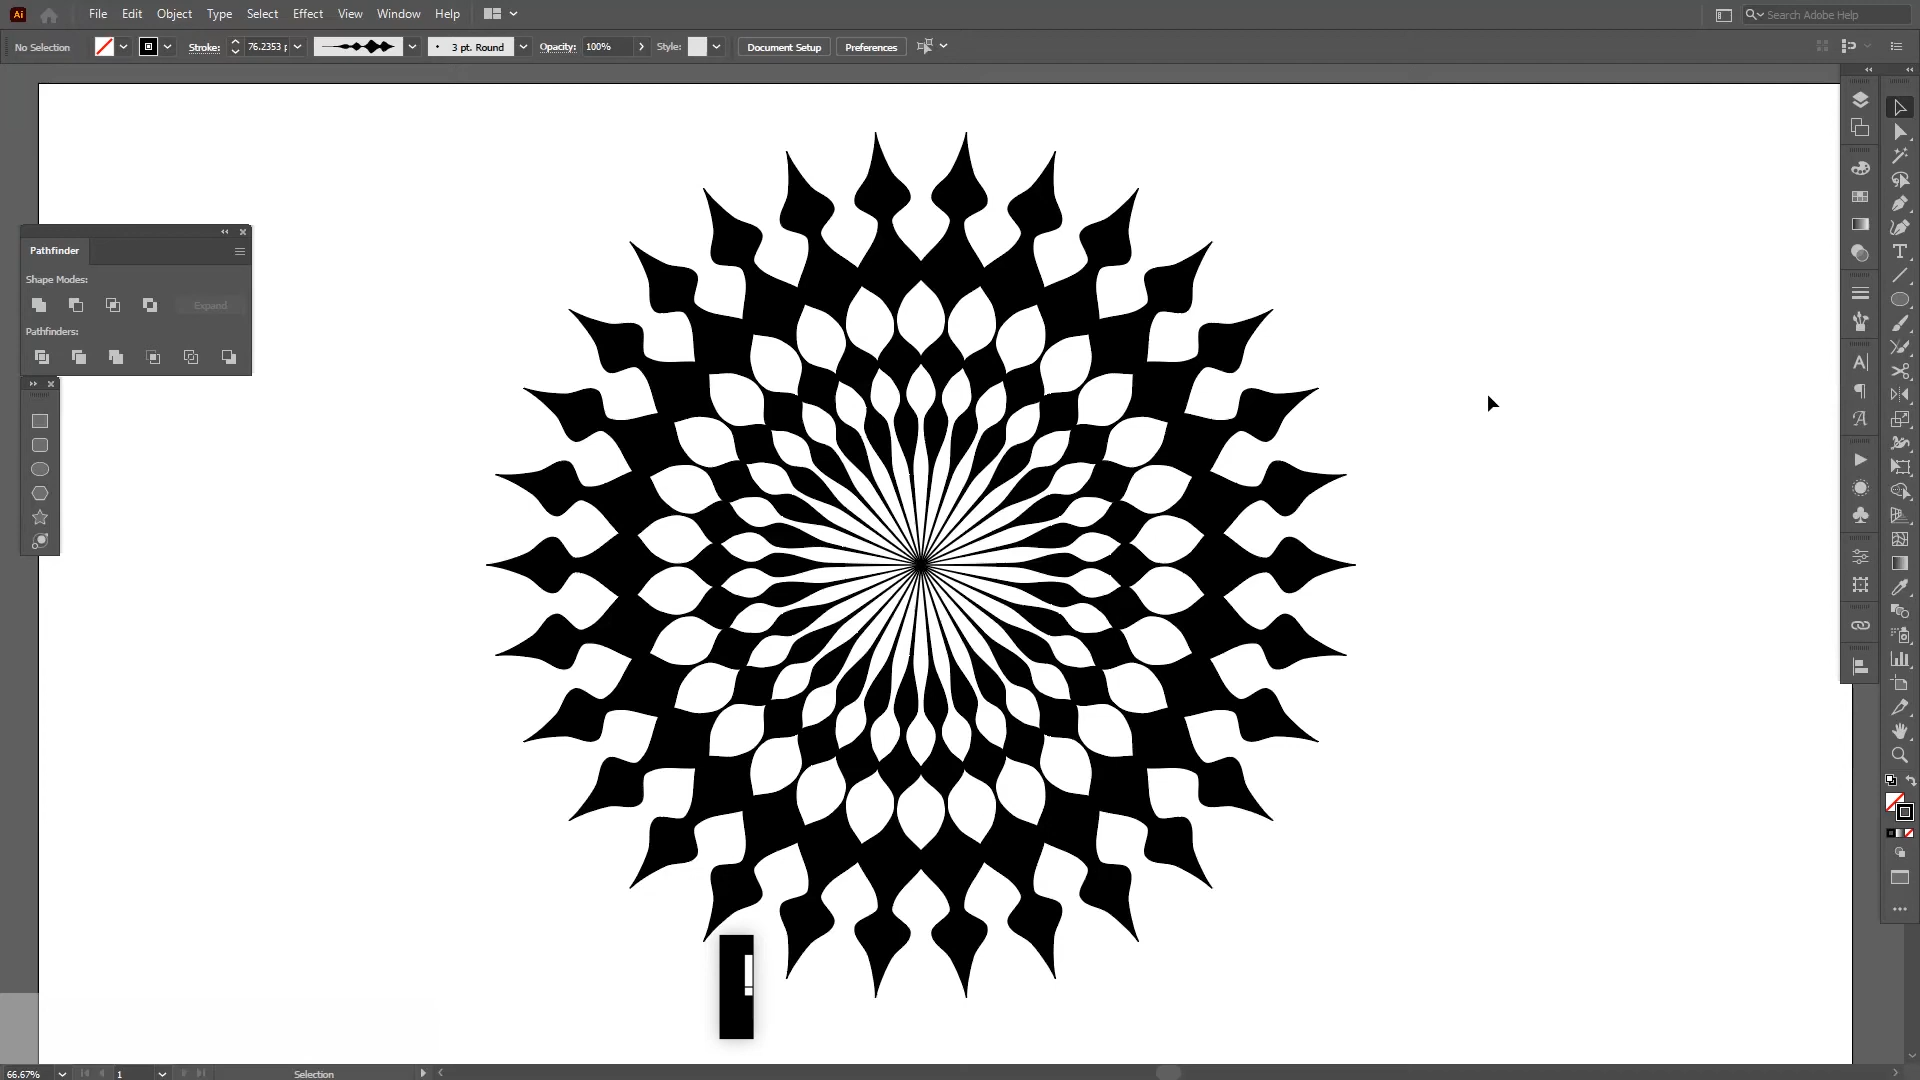 Ai File Edit Object Type Select Effect View Window Help Search Adobe Help
No Selection Stroke: 76.2353 p 3 pt. Round Opacity: 100% Style: Document Setup Preferences
Pathfinder
Shape Modes:
Expand
Pathfinders:
66.67% 1 Selection